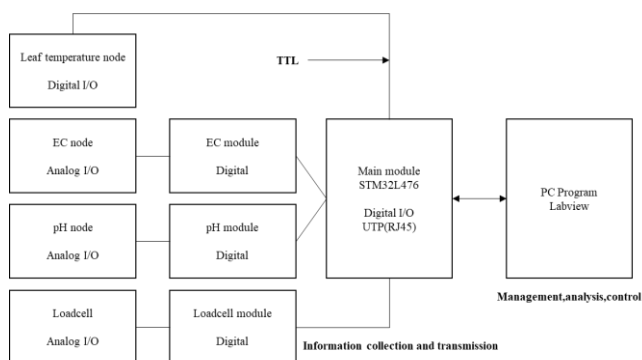 Leaf temperature node
Digital I/O
TTL
EC node
Analog I/O
EC module
Digital
Main module
STM32L476
Digital I/O
UTP(RJ45)
PC Program
Labview
pH node
Analog I/O
pH module
Digital
Management,analysis,control
Loadcell
Analog I/O
Loadcell module
Digital
Information collection and transmission